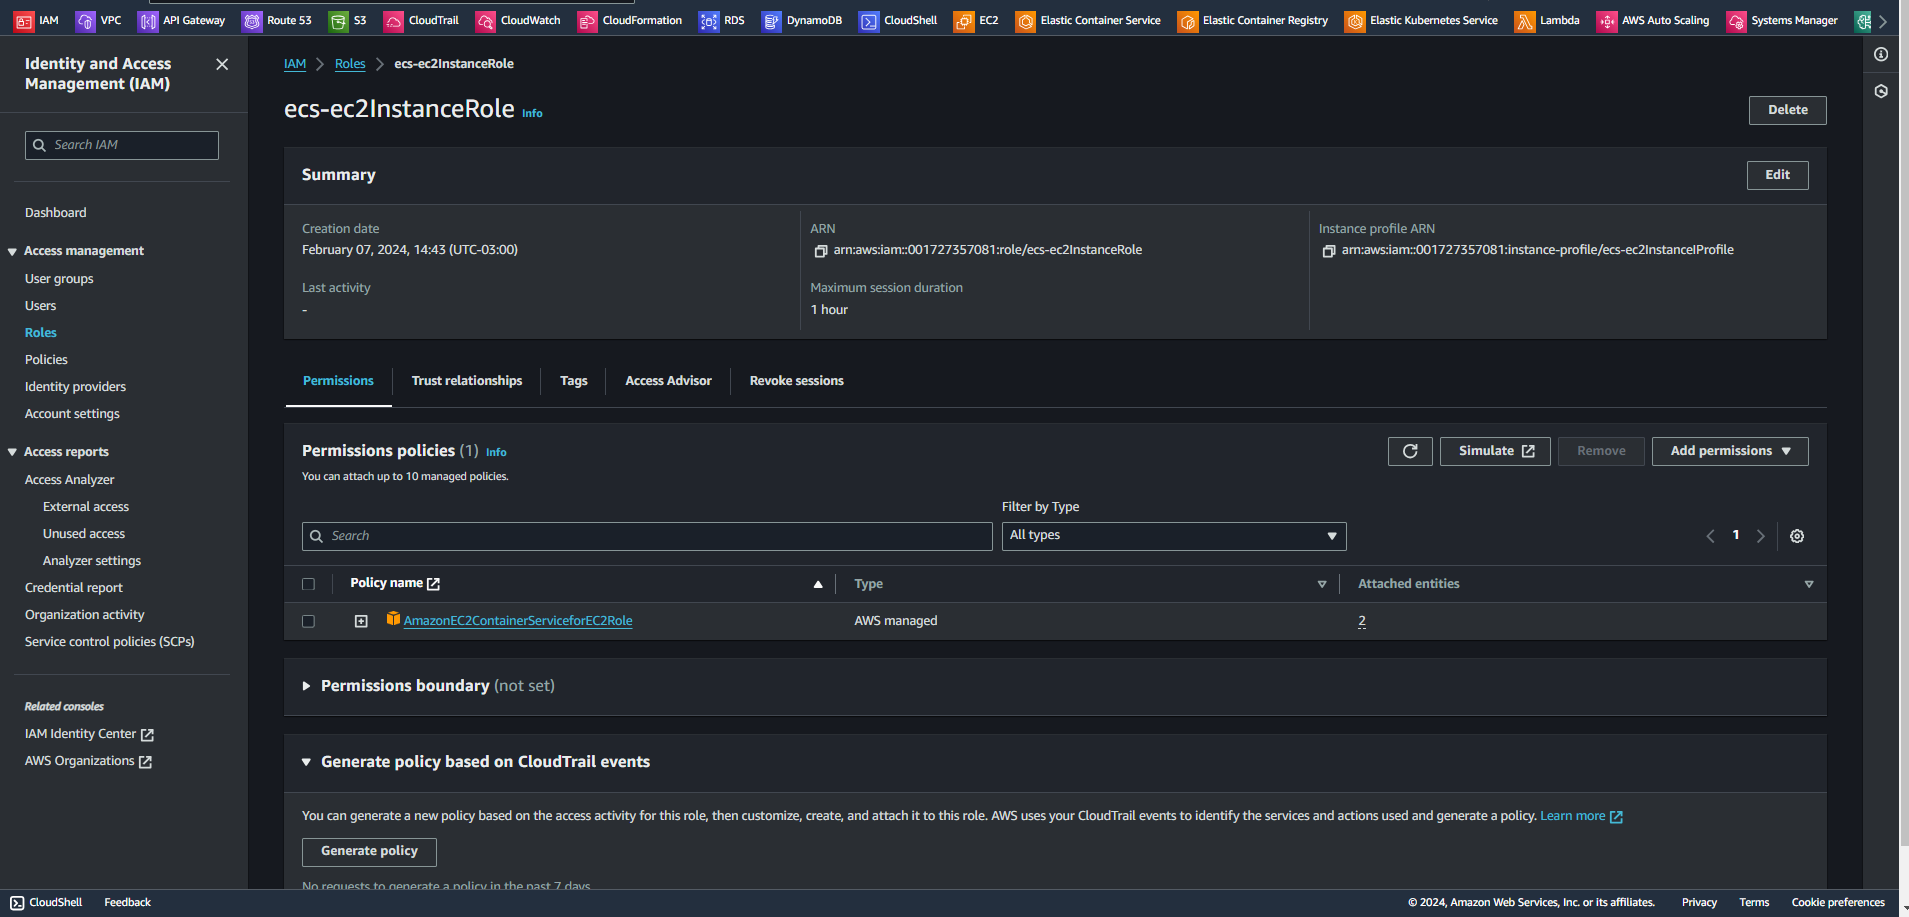 IAM VPC API Gateway Route 53 S3 CloudTrail CloudWatch CloudFormation RDS DynamoDB CloudShell EC2 Elastic Container Service Elastic Container Registry Elastic Kubernetes Service Lambda AWS Auto Scaling Systems Manager
Identity and Access
Management (IAM)
Search IAM
Dashboard
Access management
User groups
Users
Roles
Policies
Identity providers
Account settings
Access reports
Access Analyzer
External access
Unused access
Analyzer settings
Credential report
Organization activity
Service control policies (SCPs)
Related consoles
IAM Identity Center
AWS Organizations
IAM Roles ecs-ec2InstanceRole
ecs-ec2InstanceRole Info
Delete
Summary
Edit
Creation date
February 07, 2024, 14:43 (UTC-03:00)
Last activity
-
ARN
arn:aws:iam::001727357081:role/ecs-ec2InstanceRole
Maximum session duration
1 hour
Instance profile ARN
arn:aws:iam::001727357081:instance-profile/ecs-ec2InstanceIProfile
Permissions Trust relationships Tags Access Advisor Revoke sessions
Permissions policies (1) Info
You can attach up to 10 managed policies.
Simulate Remove Add permissions
Filter by Type
Search
All types
1
Policy name Type Attached entities
AmazonEC2ContainerServiceforEC2Role AWS managed 2
Permissions boundary (not set)
Generate policy based on CloudTrail events
You can generate a new policy based on the access activity for this role, then customize, create, and attach it to this role. AWS uses your CloudTrail events to identify the services and actions used and generate a policy. Learn more
Generate policy
No requests to generate a policy in the past 7 days.
CloudShell Feedback © 2024, Amazon Web Services, Inc. or its affiliates. Privacy Terms Cookie preferences